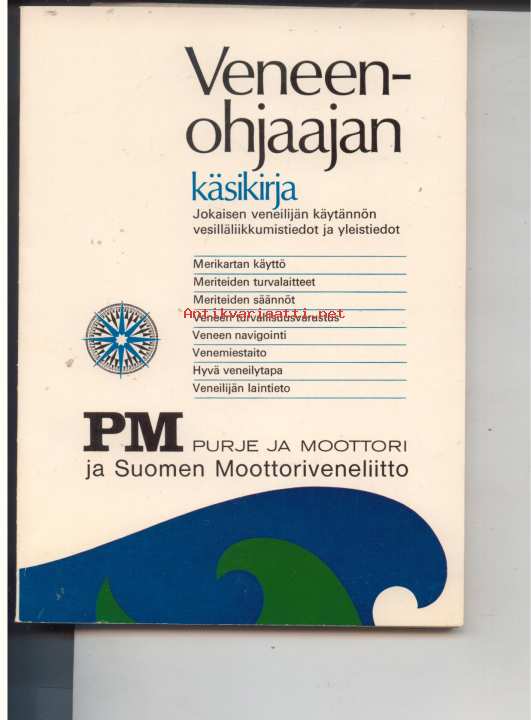 Veneen-
ohjaajan
käsikirja
Jokaisen veneilijän käytännön
vesilläliikkumistiedot ja yleistiedot
Merikartan käyttö
Meriteiden turvalaitteet
Meriteiden säännöt
Antikvariaatti.net
Veneen turvallisuusvarustus
Veneen navigointi
Venemiestaito
Hyvä veneilytapa
Veneilijän laintieto
PM PURJE JA MOOTTORI
ja Suomen Moottoriveneliitto